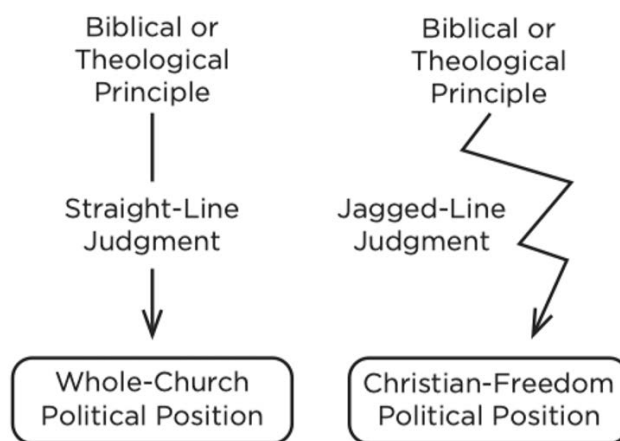 Biblical or
Theological
Principle
Straight-Line
Judgment
Whole-Church
Political Position
Biblical or
Theological
Principle
Jagged-Line
Judgment
Christian-Freedom
Political Position